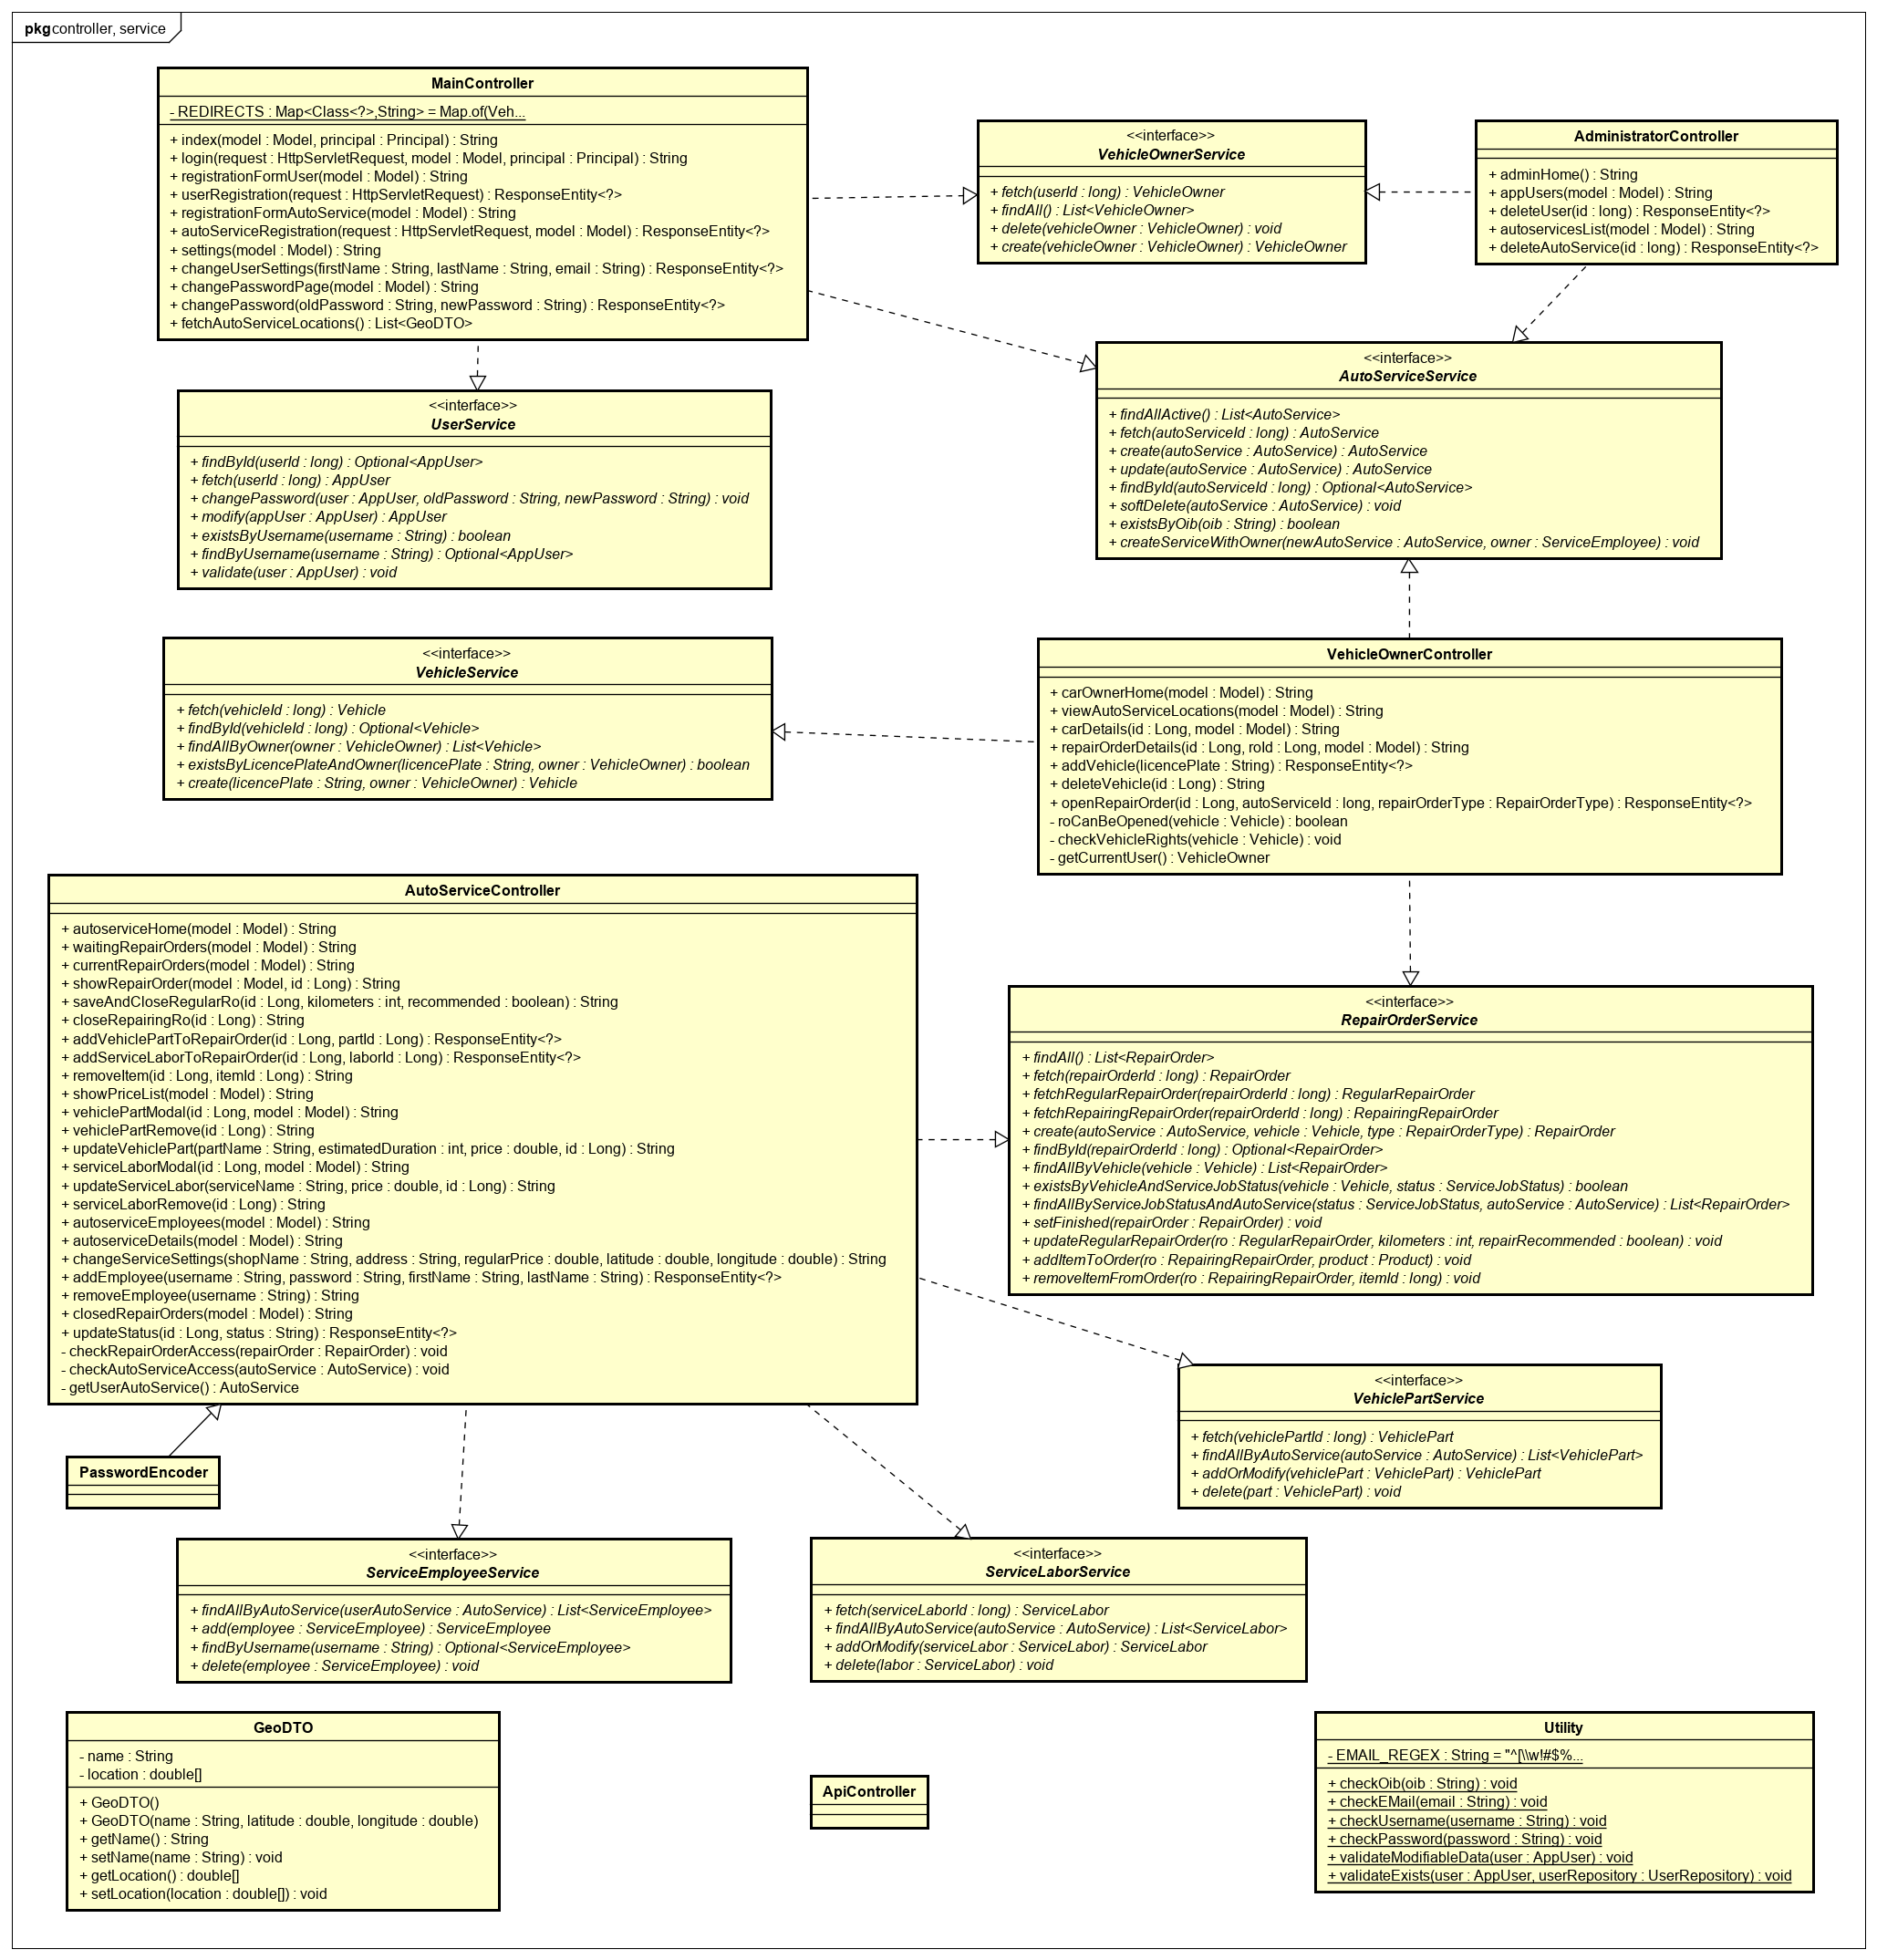 pkg controller, service
MainController
- REDIRECTS : Map<Class<?>,String> = Map.of(Veh...
+ index(model : Model, principal : Principal) : String
+ login(request : HttpServletRequest, model : Model, principal : Principal) : String
+ registrationFormUser(model : Model) : String
+ userRegistration(request : HttpServletRequest) : ResponseEntity<?>
+ registrationFormAutoService(model : Model) : String
+ autoServiceRegistration(request : HttpServletRequest, model : Model) : ResponseEntity<?>
+ settings(model : Model) : String
+ changeUserSettings(firstName : String, lastName : String, email : String) : ResponseEntity<?>
+ changePasswordPage(model : Model) : String
+ changePassword(oldPassword : String, newPassword : String) : ResponseEntity<?>
+ fetchAutoServiceLocations() : List<GeoDTO>
<<interface>>
VehicleOwnerService
+ fetch(userId : long) : VehicleOwner
+ findAll() : List<VehicleOwner>
+ delete(vehicleOwner : VehicleOwner) : void
+ create(vehicleOwner : VehicleOwner) : VehicleOwner
AdministratorController
+ adminHome() : String
+ appUsers(model : Model) : String
+ deleteUser(id : long) : ResponseEntity<?>
+ autoservicesList(model : Model) : String
+ deleteAutoService(id : long) : ResponseEntity<?>
<<interface>>
AutoServiceService
+ findAllActive() : List<AutoService>
+ fetch(autoServiceId : long) : AutoService
+ create(autoService : AutoService) : AutoService
+ update(autoService : AutoService) : AutoService
+ findById(autoServiceId : long) : Optional<AutoService>
+ softDelete(autoService : AutoService) : void
+ existsByOib(oib : String) : boolean
+ createServiceWithOwner(newAutoService : AutoService, owner : ServiceEmployee) : void
<<interface>>
UserService
+ findById(userId : long) : Optional<AppUser>
+ fetch(userId : long) : AppUser
+ changePassword(user : AppUser, oldPassword : String, newPassword : String) : void
+ modify(appUser : AppUser) : AppUser
+ existsByUsername(username : String) : boolean
+ findByUsername(username : String) : Optional<AppUser>
+ validate(user : AppUser) : void
<<interface>>
VehicleService
+ fetch(vehicleId : long) : Vehicle
+ findById(vehicleId : long) : Optional<Vehicle>
+ findAllByOwner(owner : VehicleOwner) : List<Vehicle>
+ existsByLicencePlateAndOwner(licencePlate : String, owner : VehicleOwner) : boolean
+ create(licencePlate : String, owner : VehicleOwner) : Vehicle
VehicleOwnerController
+ carOwnerHome(model : Model) : String
+ viewAutoServiceLocations(model : Model) : String
+ carDetails(id : Long, model : Model) : String
+ repairOrderDetails(id : Long, roId : Long, model : Model) : String
+ addVehicle(licencePlate : String) : ResponseEntity<?>
+ deleteVehicle(id : Long) : String
+ openRepairOrder(id : Long, autoServiceId : long, repairOrderType : RepairOrderType) : ResponseEntity<?>
- roCanBeOpened(vehicle : Vehicle) : boolean
- checkVehicleRights(vehicle : Vehicle) : void
- getCurrentUser() : VehicleOwner
AutoServiceController
+ autoserviceHome(model : Model) : String
+ waitingRepairOrders(model : Model) : String
+ currentRepairOrders(model : Model) : String
+ showRepairOrder(model : Model, id : Long) : String
+ saveAndCloseRegularRo(id : Long, kilometers : int, recommended : boolean) : String
+ closeRepairingRo(id : Long) : String
+ addVehiclePartToRepairOrder(id : Long, partId : Long) : ResponseEntity<?>
+ addServiceLaborToRepairOrder(id : Long, laborId : Long) : ResponseEntity<?>
+ removeItem(id : Long, itemId : Long) : String
+ showPriceList(model : Model) : String
+ vehiclePartModal(id : Long, model : Model) : String
+ vehiclePartRemove(id : Long) : String
+ updateVehiclePart(partName : String, estimatedDuration : int, price : double, id : Long) : String
+ serviceLaborModal(id : Long, model : Model) : String
+ updateServiceLabor(serviceName : String, price : double, id : Long) : String
+ serviceLaborRemove(id : Long) : String
+ autoserviceEmployees(model : Model) : String
+ autoserviceDetails(model : Model) : String
+ changeServiceSettings(shopName : String, address : String, regularPrice : double, latitude : double, longitude : double) : String
+ addEmployee(username : String, password : String, firstName : String, lastName : String) : ResponseEntity<?>
+ removeEmployee(username : String) : String
+ closedRepairOrders(model : Model) : String
+ updateStatus(id : Long, status : String) : ResponseEntity<?>
- checkRepairOrderAccess(repairOrder : RepairOrder) : void
- checkAutoServiceAccess(autoService : AutoService) : void
- getUserAutoService() : AutoService
<<interface>>
RepairOrderService
+ findAll() : List<RepairOrder>
+ fetch(repairOrderId : long) : RepairOrder
+ fetchRegularRepairOrder(repairOrderId : long) : RegularRepairOrder
+ fetchRepairingRepairOrder(repairOrderId : long) : RepairingRepairOrder
+ create(autoService : AutoService, vehicle : Vehicle, type : RepairOrderType) : RepairOrder
+ findById(repairOrderId : long) : Optional<RepairOrder>
+ findAllByVehicle(vehicle : Vehicle) : List<RepairOrder>
+ existsByVehicleAndServiceJobStatus(vehicle : Vehicle, status : ServiceJobStatus) : boolean
+ findAllByServiceJobStatusAndAutoService(status : ServiceJobStatus, autoService : AutoService) : List<RepairOrder>
+ setFinished(repairOrder : RepairOrder) : void
+ updateRegularRepairOrder(ro : RegularRepairOrder, kilometers : int, repairRecommended : boolean) : void
+ addItemToOrder(ro : RepairingRepairOrder, product : Product) : void
+ removeItemFromOrder(ro : RepairingRepairOrder, itemId : long) : void
<<interface>>
VehiclePartService
+ fetch(vehiclePartId : long) : VehiclePart
+ findAllByAutoService(autoService : AutoService) : List<VehiclePart>
+ addOrModify(vehiclePart : VehiclePart) : VehiclePart
+ delete(part : VehiclePart) : void
PasswordEncoder
<<interface>>
ServiceEmployeeService
+ findAllByAutoService(userAutoService : AutoService) : List<ServiceEmployee>
+ add(employee : ServiceEmployee) : ServiceEmployee
+ findByUsername(username : String) : Optional<ServiceEmployee>
+ delete(employee : ServiceEmployee) : void
<<interface>>
ServiceLaborService
+ fetch(serviceLaborId : long) : ServiceLabor
+ findAllByAutoService(autoService : AutoService) : List<ServiceLabor>
+ addOrModify(serviceLabor : ServiceLabor) : ServiceLabor
+ delete(labor : ServiceLabor) : void
GeoDTO
- name : String
- location : double[]
+ GeoDTO()
+ GeoDTO(name : String, latitude : double, longitude : double)
+ getName() : String
+ setName(name : String) : void
+ getLocation() : double[]
+ setLocation(location : double[]) : void
ApiController
Utility
- EMAIL_REGEX : String = "^[\\w!#$%...
+ checkOib(oib : String) : void
+ checkEMail(email : String) : void
+ checkUsername(username : String) : void
+ checkPassword(password : String) : void
+ validateModifiableData(user : AppUser) : void
+ validateExists(user : AppUser, userRepository : UserRepository) : void